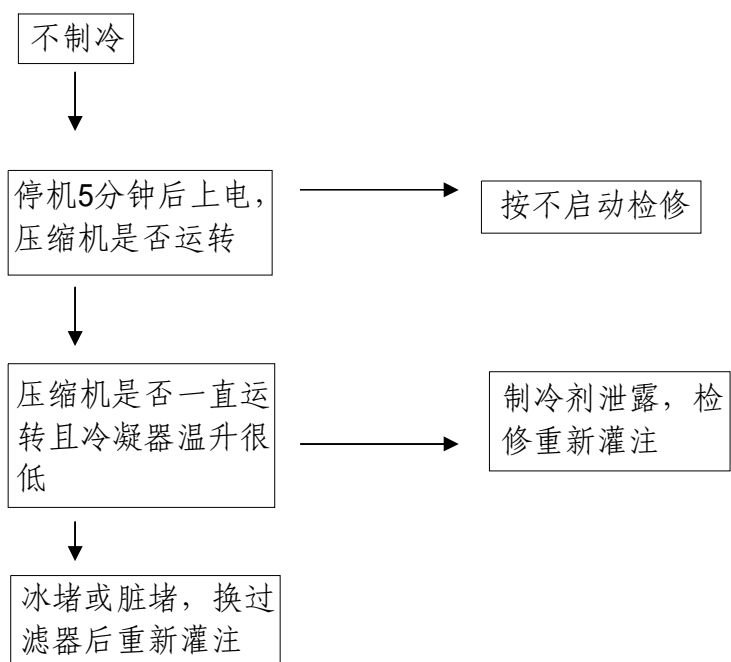 不制冷
停机5分钟后上电，
压缩机是否运转
按不启动检修
压缩机是否一直运
转且冷凝器温升很
低
制冷剂泄露，检
修重新灌注
冰堵或脏堵，换过
滤器后重新灌注